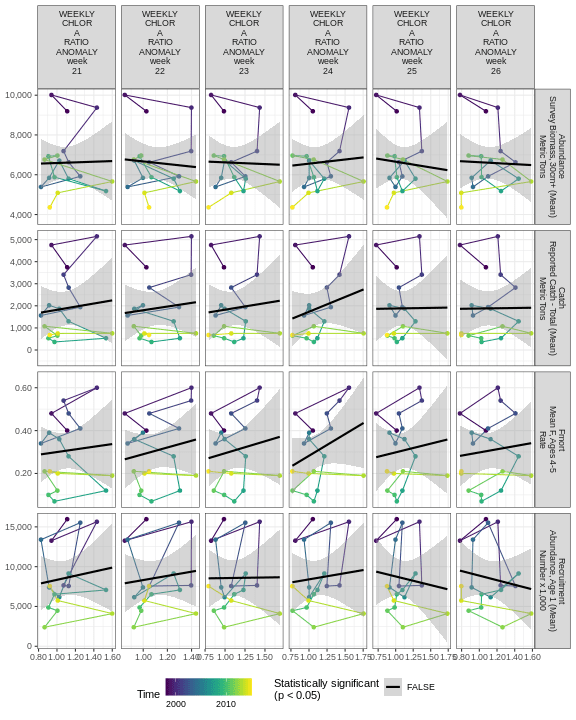 WEEKLY CHLOR A RATIO ANOMALY week 21
WEEKLY CHLOR A RATIO ANOMALY week 22
WEEKLY CHLOR A RATIO ANOMALY week 23
WEEKLY CHLOR A RATIO ANOMALY week 24
WEEKLY CHLOR A RATIO ANOMALY week 25
WEEKLY CHLOR A RATIO ANOMALY week 26
10,000
8,000
6,000
4,000
Abundance
Survey Biomass, 30cm+ (Mean)
Metric Tons
5,000
4,000
3,000
2,000
1,000
0
Catch
Reported Catch - Total (Mean)
Metric Tons
0.60
0.40
0.20
Fmort
Mean F, Ages 4-5
Rate
15,000
10,000
5,000
0
Recruitment
Abundance, Age 1 (Mean)
Number x 1,000
0.80 1.00 1.20 1.40 1.60
1.00 1.20 1.40
0.75 1.00 1.25 1.50
0.75 1.00 1.25 1.50 1.75
0.75 1.00 1.25 1.50
0.80 1.00 1.20 1.40 1.60
Time
2000 2010
Statistically significant
(p < 0.05)
FALSE